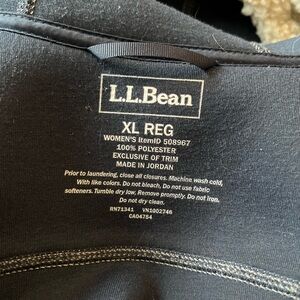 L.L.Bean
XL REG
WOMEN'S ItemID 508967
100% POLYESTER
EXCLUSIVE OF TRIM
MADE IN JORDAN
Prior to laundering, close all closures. Machine wash cold,
With like colors. Do not bleach. Do not use fabric
softeners. Tumble dry low, Remove promptly. Do not iron.
Do not dry clean.
RN71341 VN1002746
CA04754